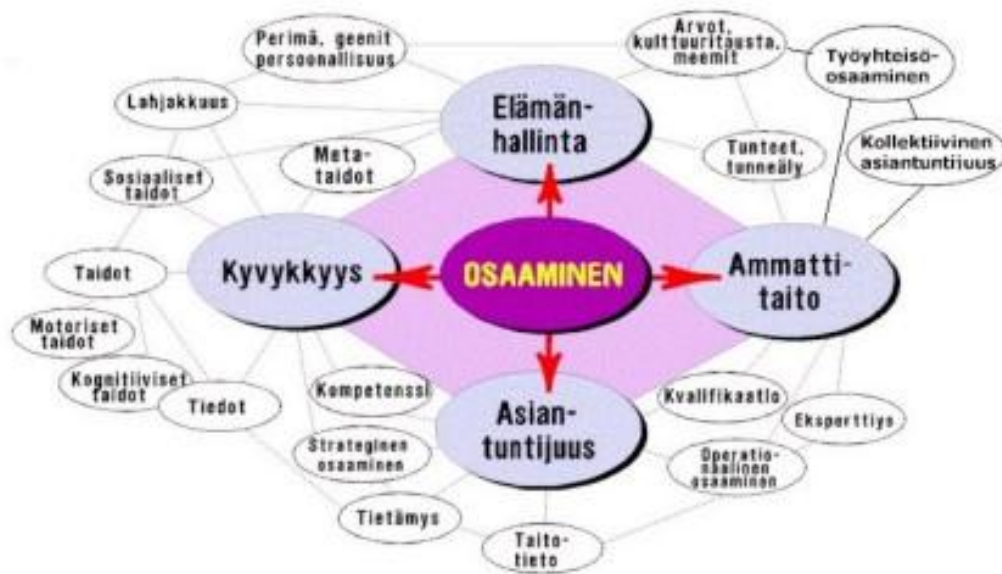 Perimä, geenit
persoonallisuus
Arvot,
kulttuuritausta,
meemit
Työyhteisö-
osaaminen
Lahjakkuus
Elämän-
hallinta
Kollektiivinen
asiantuntijuus
Meta-
taidot
Tunteet,
tunneäly
Sosiaaliset
taidot
Taidot
Kyvykkyys
OSAAMINEN
Ammatti-
taito
Motoriset
taidot
Kognitiiviset
taidot
Tiedot
Kompetenssi
Asian-
tuntijuus
Kvalifikaatio
Eksperttiys
Strateginen
osaaminen
Operatio-
naalinen
osaaminen
Tietämys
Taito-
tieto